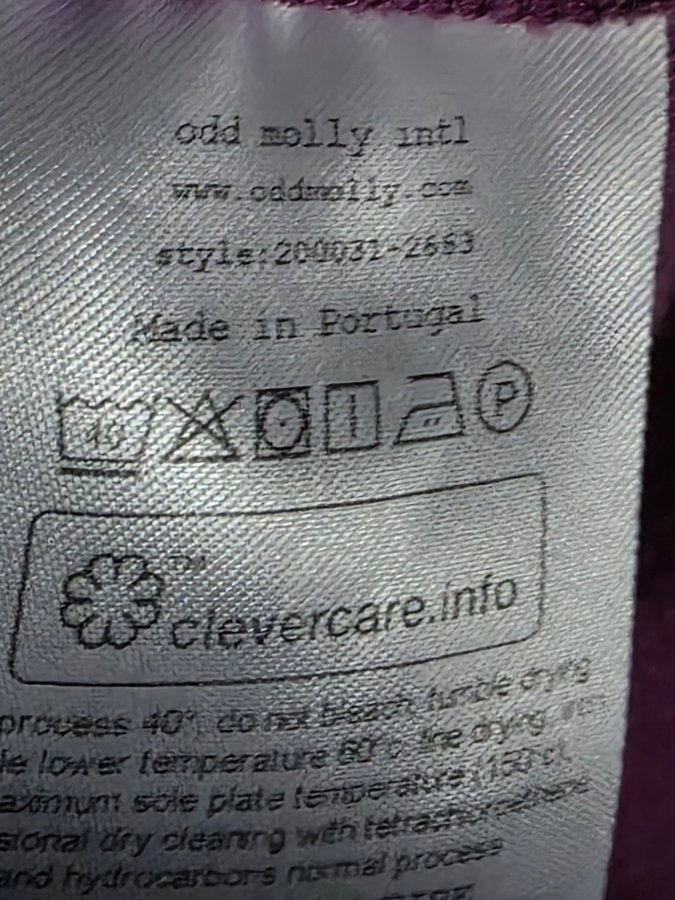 odd molly intl
www.oddmolly.com
style:200031-2663
Made in Portugal
P
TM
clevercare.info
process 40°, do not bleach, tumble drying
lower temperature 60°c, line drying,
sole plate temperature (150°c),
dry cleaning with
and hydrocarbons normal process